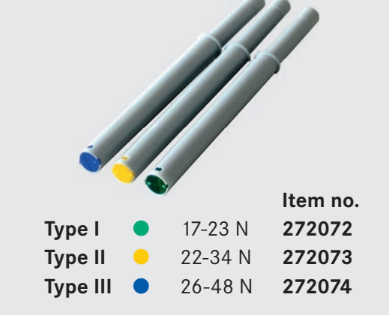 Item no.
Type I 17-23 N 272072
Type II 22-34 N 272073
Type III 26-48 N 272074